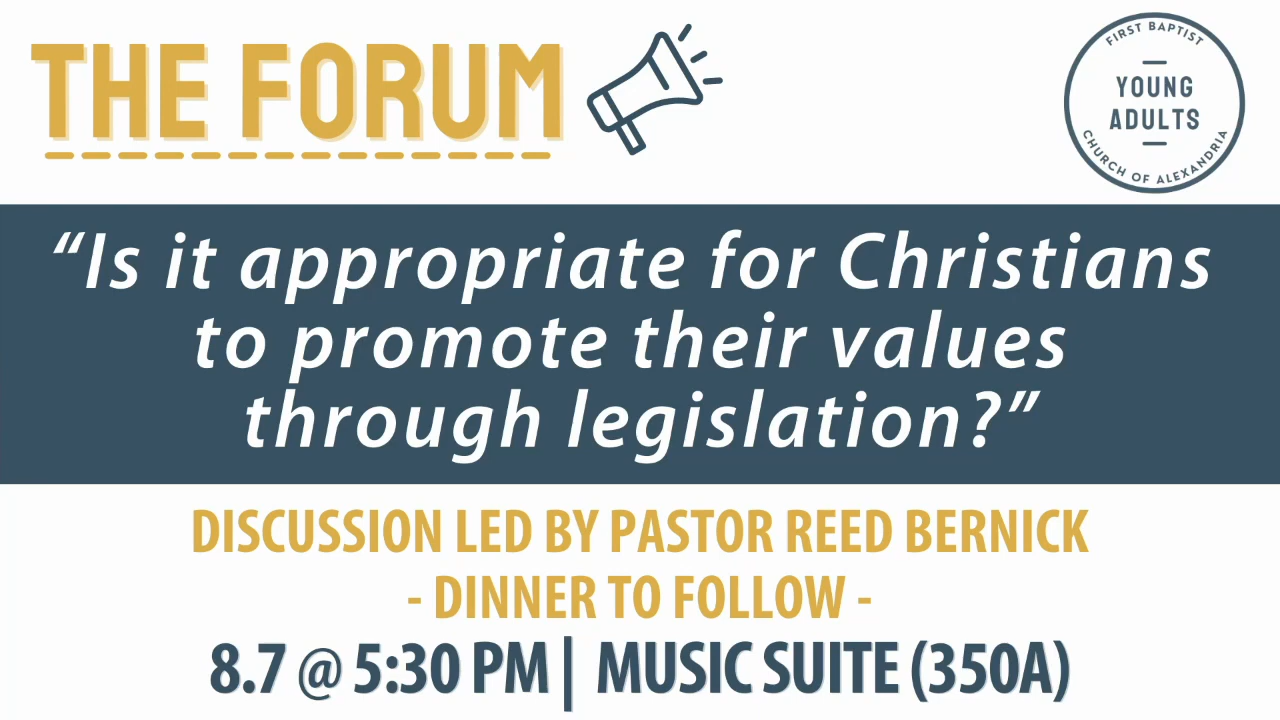 THE FORUM
FIRST BAPTIST
YOUNG
ADULTS
CHURCH OF ALEXANDRIA
“Is it appropriate for Christians
to promote their values
through legislation?”
DISCUSSION LED BY PASTOR REED BERNICK
- DINNER TO FOLLOW -
8.7 @ 5:30 PM| MUSIC SUITE (350A)